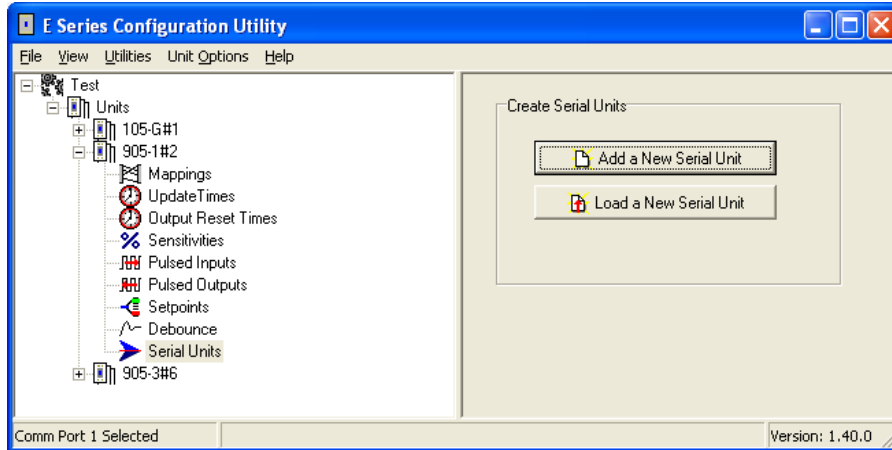 E Series Configuration Utility
File View Utilities Unit Options Help
Test
Units
105-G#1
905-1#2
Mappings
UpdateTimes
Output Reset Times
Sensitivities
Pulsed Inputs
Pulsed Outputs
Setpoints
Debounce
Serial Units
905-3#6
Create Serial Units
Add a New Serial Unit
Load a New Serial Unit
Comm Port 1 Selected
Version: 1.40.0